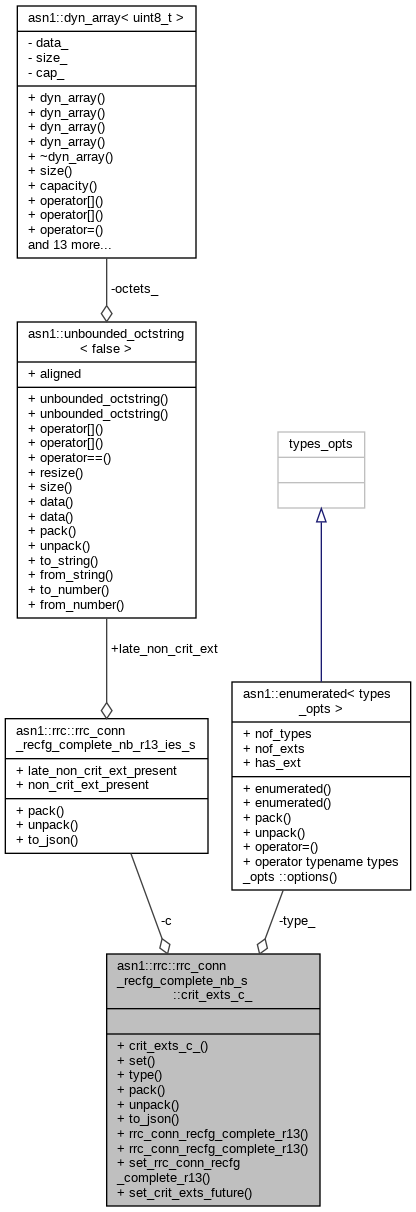 asn1::dyn_array< uint8_t >
- data_
- size_
- cap_
+ dyn_array()
+ dyn_array()
+ dyn_array()
+ dyn_array()
+ ~dyn_array()
+ size()
+ capacity()
+ operator[]()
+ operator[]()
+ operator=()
and 13 more...
-octets_
asn1::unbounded_octstring
< false >
+ aligned
+ unbounded_octstring()
+ unbounded_octstring()
+ operator[]()
+ operator[]()
+ operator==()
+ resize()
+ size()
+ data()
+ data()
+ pack()
+ unpack()
+ to_string()
+ from_string()
+ to_number()
+ from_number()
types_opts
+late_non_crit_ext
asn1::rrc::rrc_conn
_recfg_complete_nb_r13_ies_s
+ late_non_crit_ext_present
+ non_crit_ext_present
+ pack()
+ unpack()
+ to_json()
asn1::enumerated< types
_opts >
+ nof_types
+ nof_exts
+ has_ext
+ enumerated()
+ enumerated()
+ pack()
+ unpack()
+ operator=()
+ operator typename types
_opts ::options()
-c
-type_
asn1::rrc::rrc_conn
_recfg_complete_nb_s
::crit_exts_c_
+ crit_exts_c_()
+ set()
+ type()
+ pack()
+ unpack()
+ to_json()
+ rrc_conn_recfg_complete_r13()
+ rrc_conn_recfg_complete_r13()
+ set_rrc_conn_recfg
_complete_r13()
+ set_crit_exts_future()